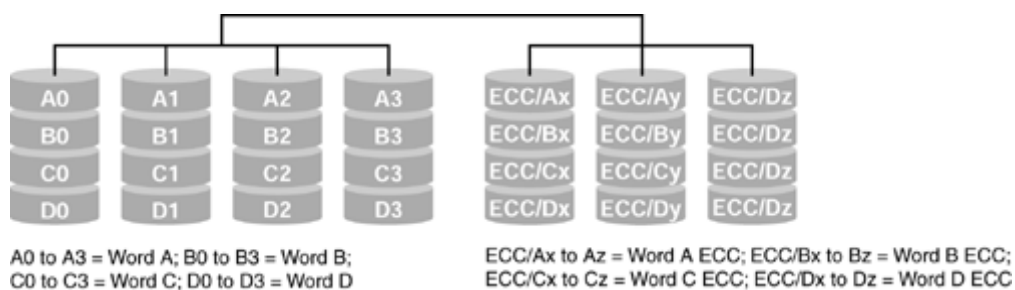 A0 A1 A2 A3 ECC/Ax ECC/Ay ECC/Dz
B0 B1 B2 B3 ECC/Bx ECC/By ECC/Dz
C0 C1 C2 C3 ECC/Cx ECC/Cy ECC/Dz
D0 D1 D2 D3 ECC/Dx ECC/Dy ECC/Dz
A0 to A3 = Word A; B0 to B3 = Word B;
C0 to C3 = Word C; D0 to D3 = Word D
ECC/Ax to Az = Word A ECC; ECC/Bx to Bz = Word B ECC;
ECC/Cx to Cz = Word C ECC; ECC/Dx to Dz = Word D ECC